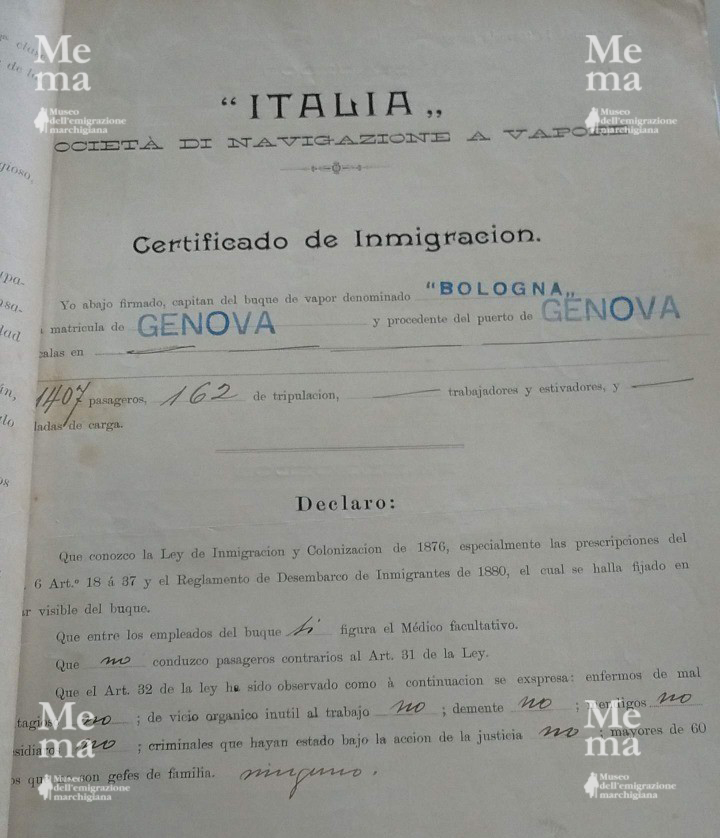 Me
ma
Museo
dell'emigrazione
marchigiana
Me
ma
Museo
dell'emigrazione
marchigiana
“ ITALIA „
OCIETÀ DI NAVIGAZIONE A VAPO
Certificado de Inmigracion.
Yo abajo firmado, capitan del buque de vapor denominado "BOLOGNA„
matricula de GENOVA y procedente del puerto de GENOVA
calas en
1407 pasageros, 162 de tripulacion, trabajadores y estivadores, y
ladas de carga.
Declaro:
Que conozco la Ley de Inmigracion y Colonizacion de 1876, especialmente las prescripciones del
6 Art.º 18 á 37 y el Reglamento de Desembarco de Inmigrantes de 1880, el cual se halla fijado en
ar visible del buque.
Que entre los empleados del buque si figura el Médico facultativo.
Que no conduzco pasageros contrarios al Art. 31 de la Ley.
Que el Art. 32 de la ley ha sido observado como à continuacion se exspresa: enfermos de mal
tagios no ; de vicio organico inutil al trabajo no ; demente no ; no
sidiar no ; criminales que hayan estado bajo la accion de la justicia no ; mayores de 60
os qu son gefes de familia. ninguno.
Me
ma
Museo
dell'emigrazione
marchigiana
Me
ma
Museo
dell'emigrazione
marchigiana